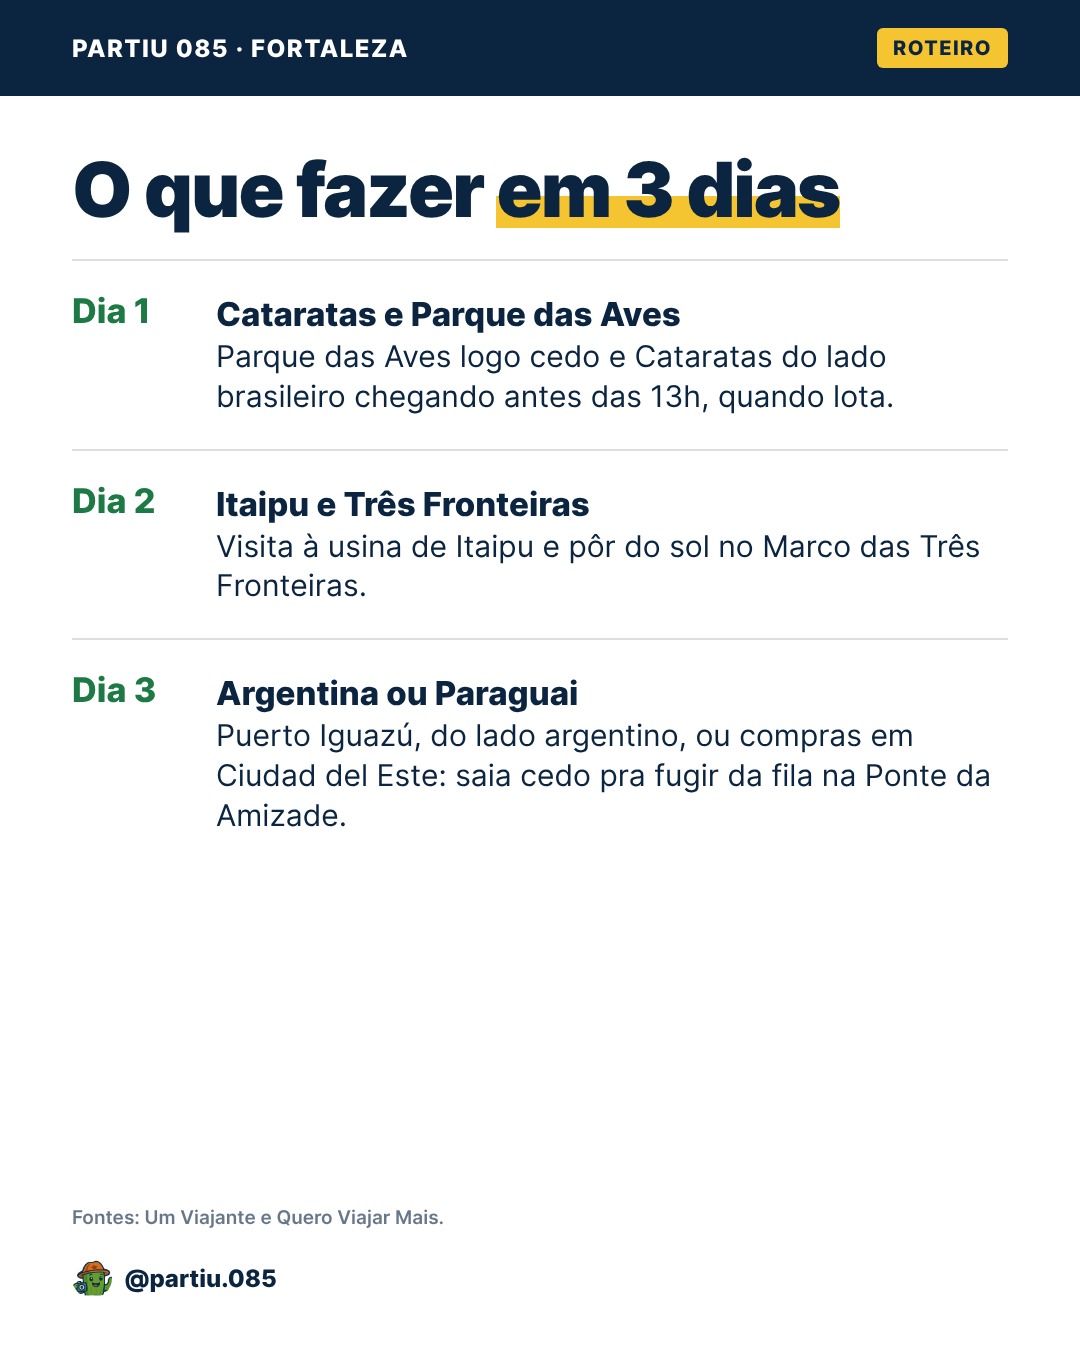 PARTIU 085 · FORTALEZA
ROTEIRO
O que fazer em 3 dias
Dia 1
Cataratas e Parque das Aves
Parque das Aves logo cedo e Cataratas do lado
brasileiro chegando antes das 13h, quando lota.
Dia 2
Itaipu e Três Fronteiras
Visita à usina de Itaipu e pôr do sol no Marco das Três
Fronteiras.
Dia 3
Argentina ou Paraguai
Puerto Iguazú, do lado argentino, ou compras em
Ciudad del Este: saia cedo pra fugir da fila na Ponte da
Amizade.
Fontes: Um Viajante e Quero Viajar Mais.
@partiu.085